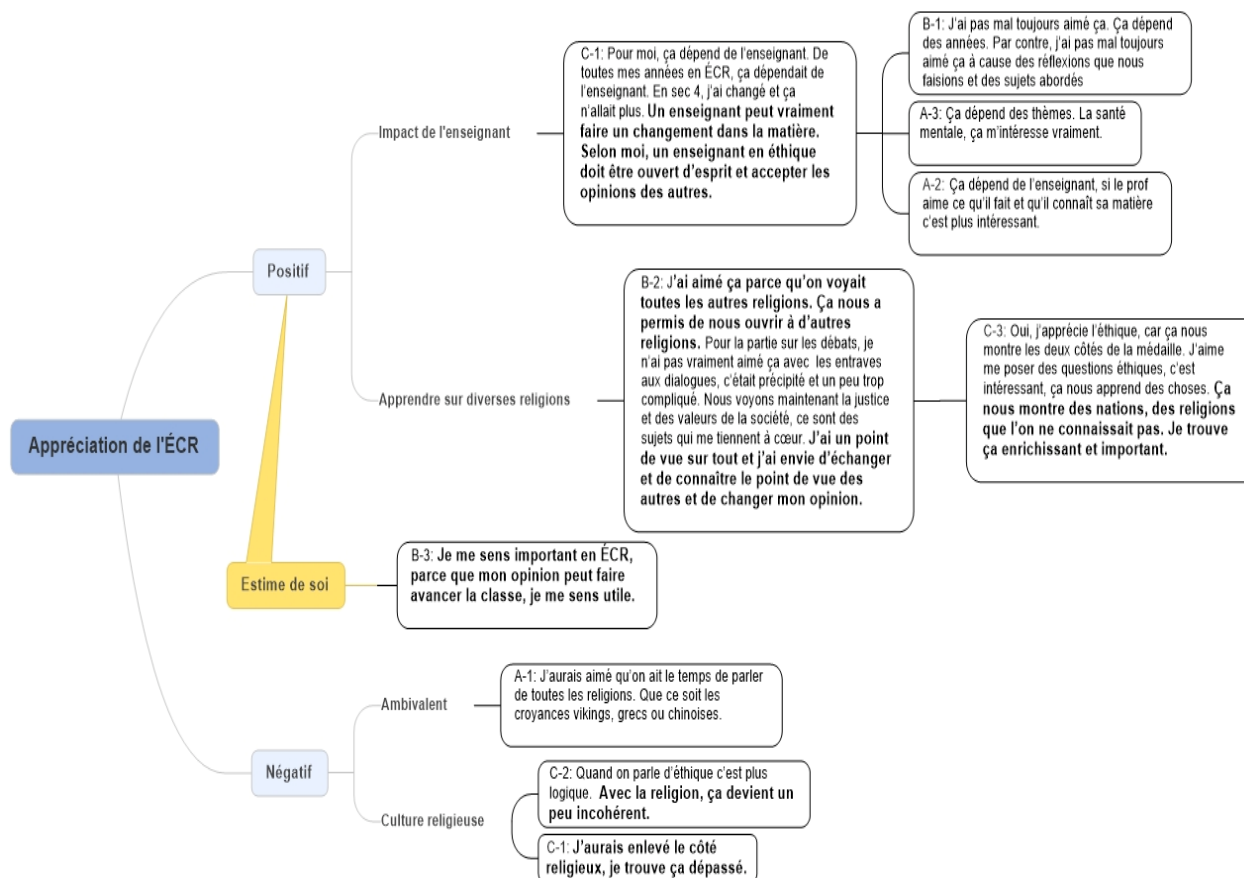 Appréciation de l'ÉCR
Positif
Impact de l'enseignant
C-1: Pour moi, ça dépend de l'enseignant. De
toutes mes années en ÉCR, ça dépendait de
l'enseignant. En sec 4, j'ai changé et ça
n'allait plus. Un enseignant peut vraiment
faire un changement dans la matière.
Selon moi, un enseignant en éthique
doit être ouvert d'esprit et accepter les
opinions des autres.
B-1: J'ai pas mal toujours aimé ça. Ça dépend
des années. Par contre, j'ai pas mal toujours
aimé ça à cause des réflexions que nous
faisions et des sujets abordés
A-3: Ça dépend des thèmes. La santé
mentale, ça m'intéresse vraiment.
A-2: Ça dépend de l'enseignant, si le prof
aime ce qu'il fait et qu'il connaît sa matière
c'est plus intéressant.
Apprendre sur diverses religions
B-2: J'ai aimé ça parce qu'on voyait
toutes les autres religions. Ça nous a
permis de nous ouvrir à d'autres
religions. Pour la partie sur les débats, je
n'ai pas vraiment aimé ça avec les entraves
aux dialogues, c'était précipité et un peu trop
compliqué. Nous voyons maintenant la justice
et des valeurs de la société, ce sont des
sujets qui me tiennent à cœur. J'ai un point
de vue sur tout et j'ai envie d'échanger
et de connaître le point de vue des
autres et de changer mon opinion.
C-3: Oui, j'apprécie l'éthique, car ça nous
montre les deux côtés de la médaille. J'aime
me poser des questions éthiques, c'est
intéressant, ça nous apprend des choses. Ça
nous montre des nations, des religions
que l'on ne connaissait pas. Je trouve
ça enrichissant et important.
Estime de soi
B-3: Je me sens important en ÉCR,
parce que mon opinion peut faire
avancer la classe, je me sens utile.
Négatif
Ambivalent
A-1: J'aurais aimé qu'on ait le temps de parler
de toutes les religions. Que ce soit les
croyances vikings, grecs ou chinoises.
Culture religieuse
C-2: Quand on parle d'éthique c'est plus
logique. Avec la religion, ça devient un
peu incohérent.
C-1: J'aurais enlevé le côté
religieux, je trouve ça dépassé.